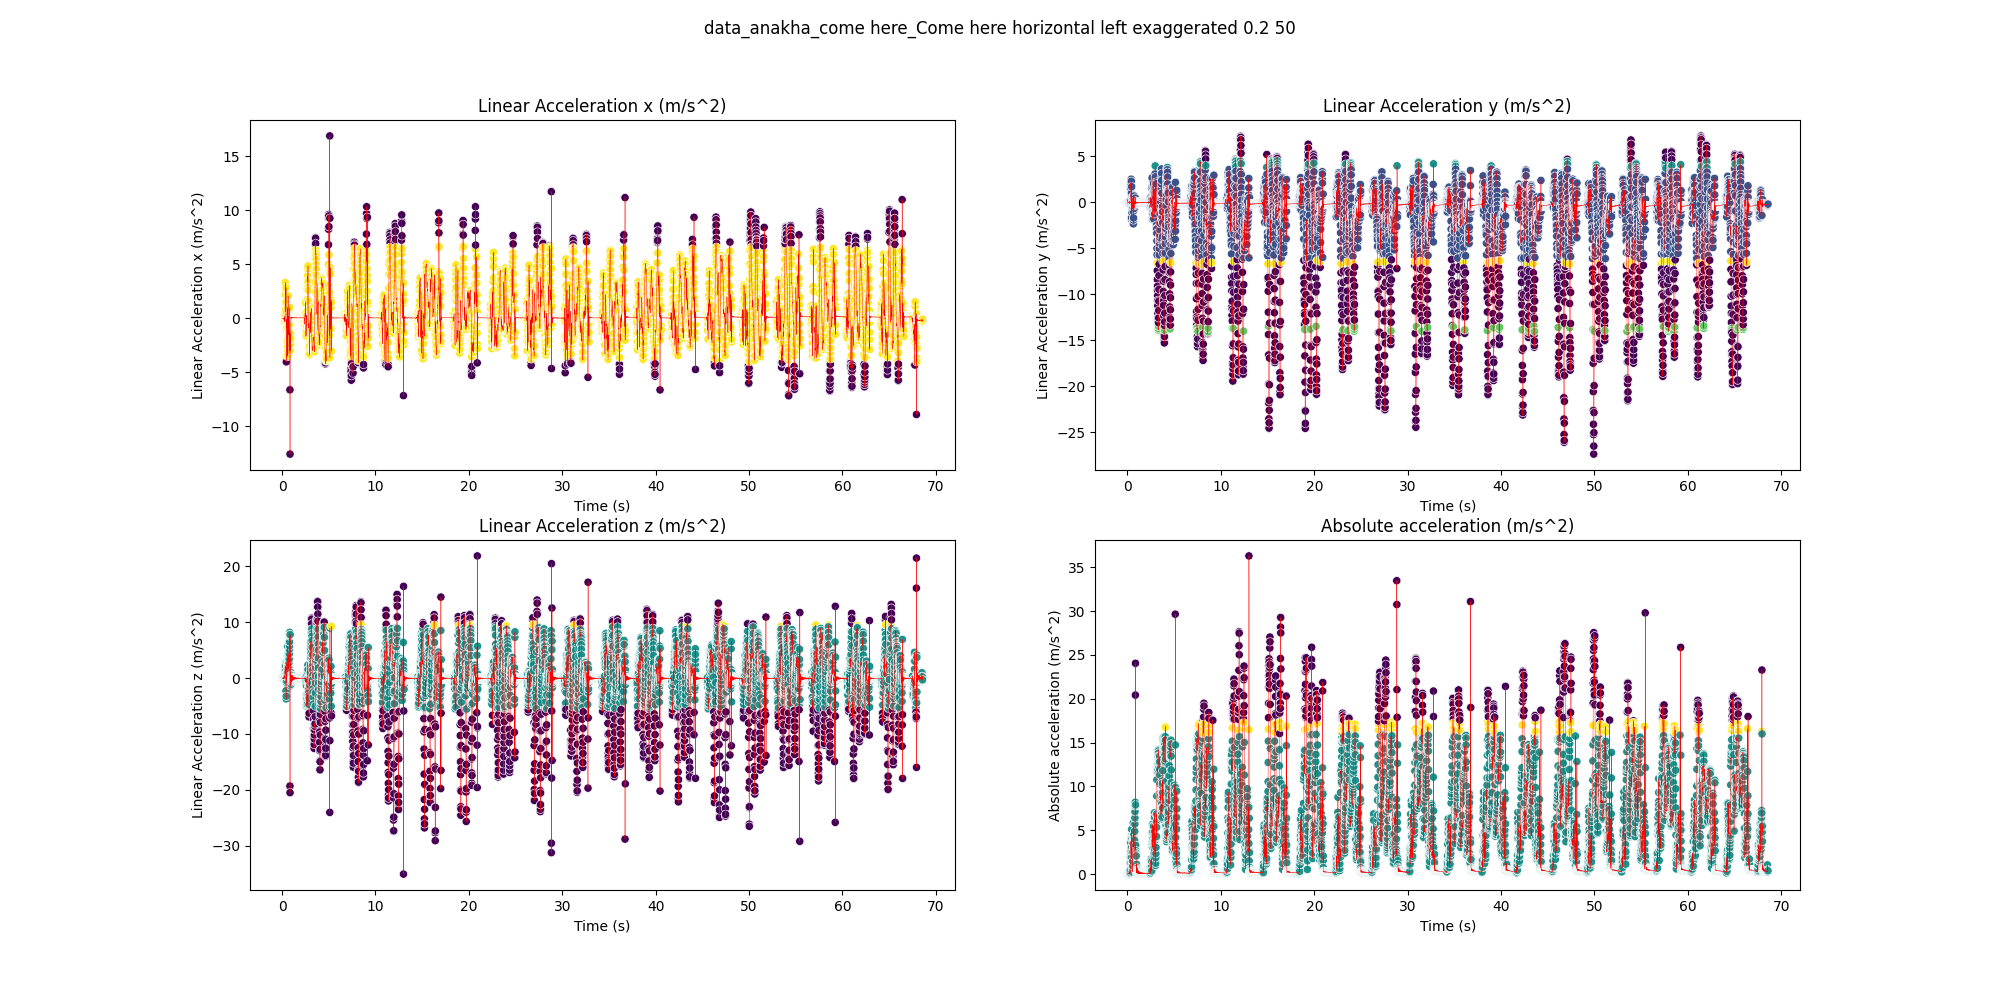 data_anakha_come here_Come here horizontal left exaggerated 0.2 50
Linear Acceleration x (m/s^2)
Linear Acceleration x (m/s^2)
15
10
5
0
−5
−10
0 10 20 30 40 50 60 70
Time (s)
Linear Acceleration y (m/s^2)
Linear Acceleration y (m/s^2)
5
0
−5
−10
−15
−20
−25
0 10 20 30 40 50 60 70
Time (s)
Linear Acceleration z (m/s^2)
Linear Acceleration z (m/s^2)
20
10
0
−10
−20
−30
0 10 20 30 40 50 60 70
Time (s)
Absolute acceleration (m/s^2)
Absolute acceleration (m/s^2)
35
30
25
20
15
10
5
0
0 10 20 30 40 50 60 70
Time (s)